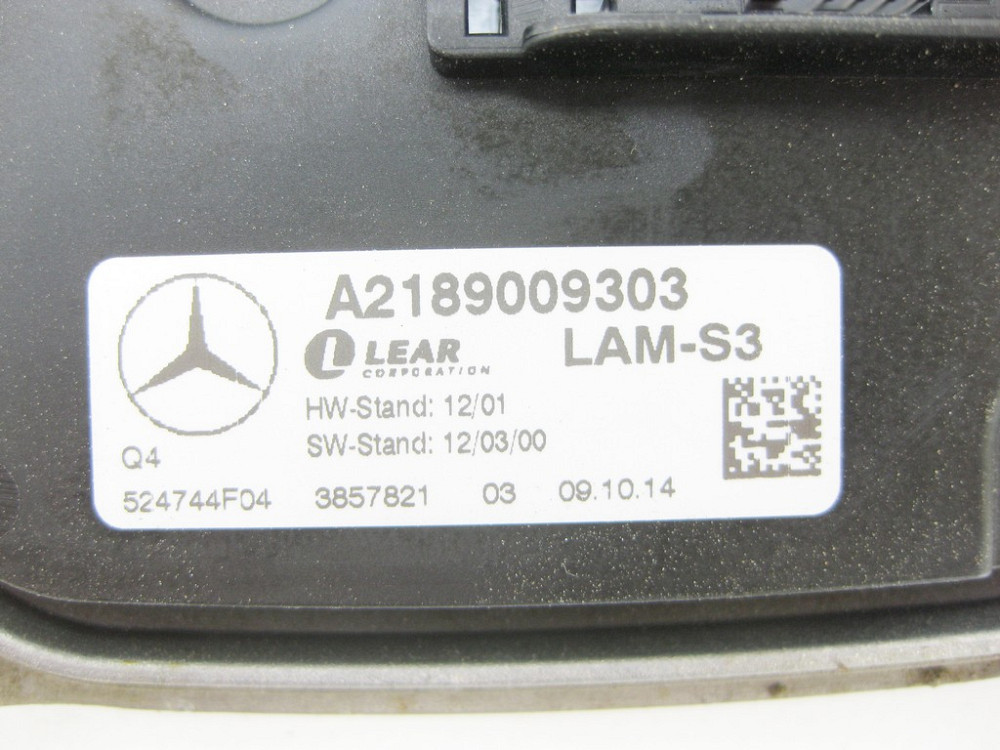 A2189009303
LEAR LAM-S3
CORPORATION
HW-Stand: 12/01
SW-Stand: 12/03/00
Q4
524744F04 3857821 03 09.10.14